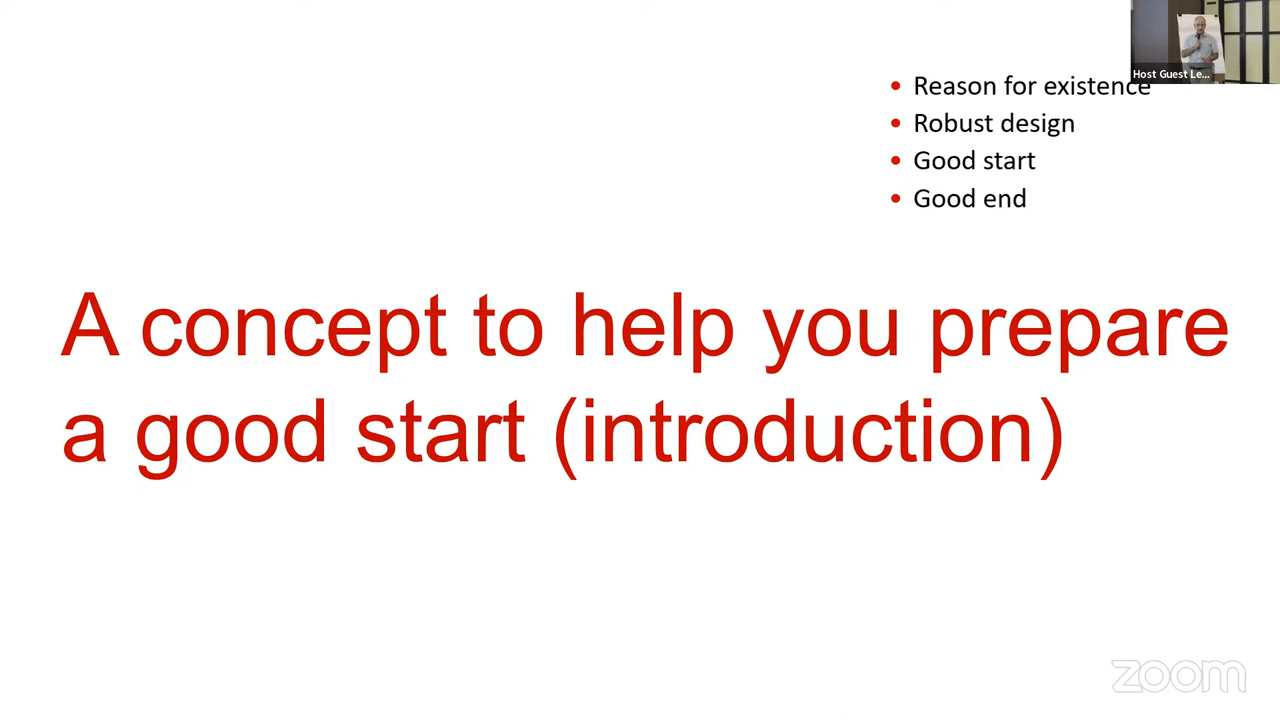 Host Guest Le...
• Reason for existence
• Robust design
• Good start
• Good end
A concept to help you prepare
a good start (introduction)
zoom